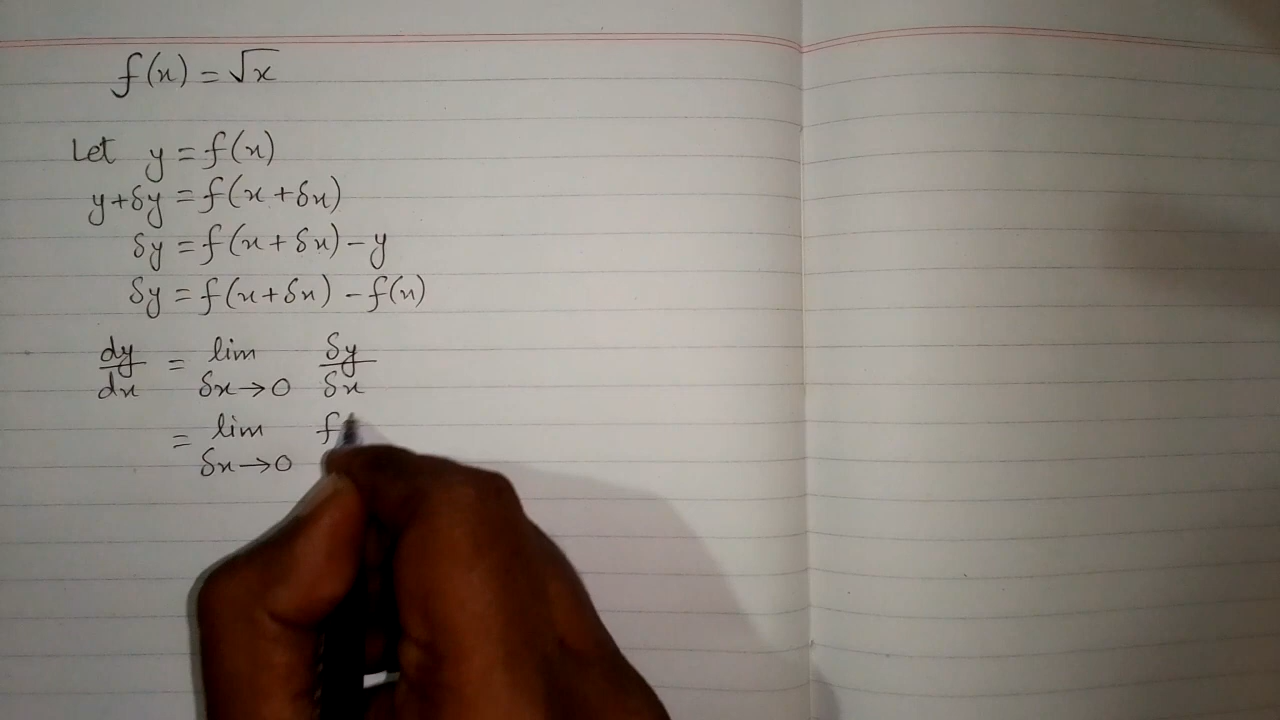 f(x) = √x
Let y = f(x)
y+δy = f(x+δx)
δy = f(x+δx) - y
δy = f(x+δx) - f(x)
dy/dx = lim δx→0 δy/δx
= lim δx→0 f